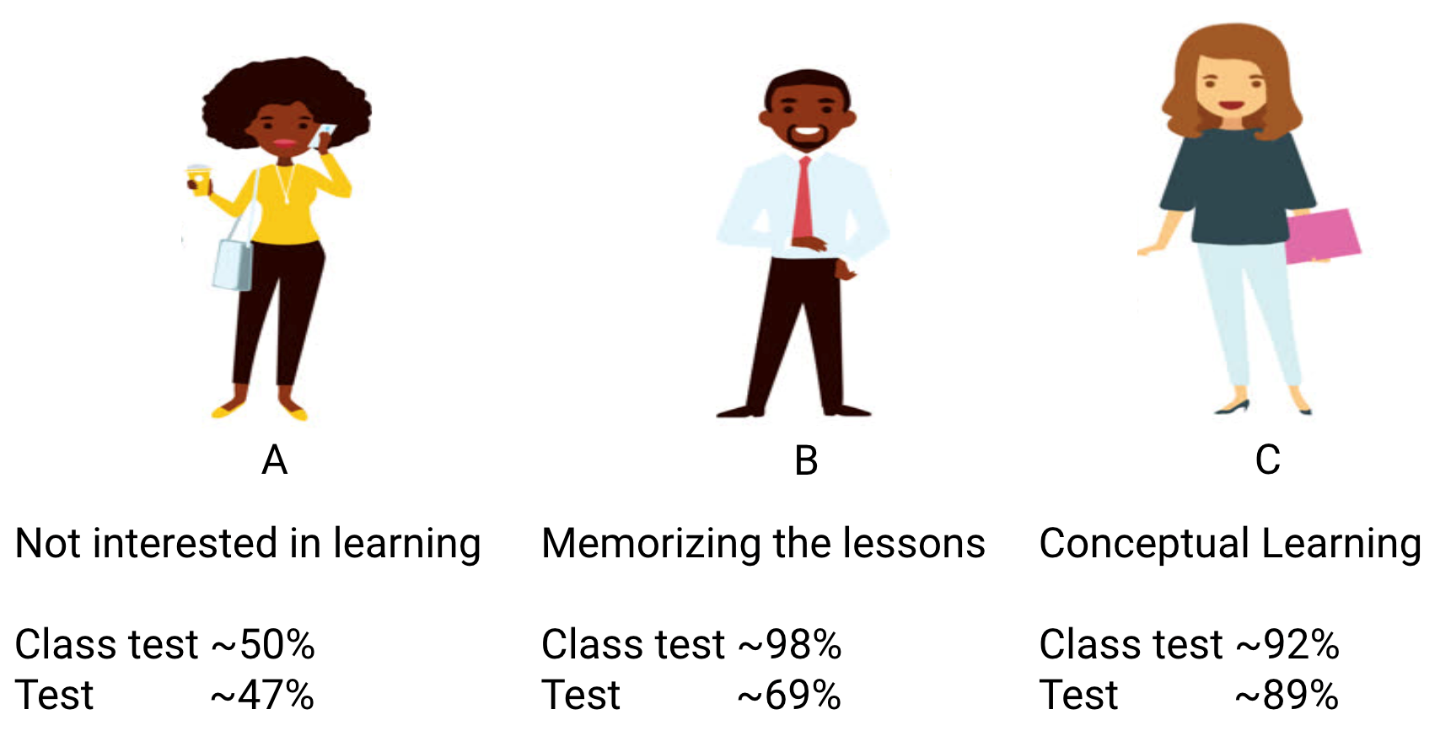 A
B
C
Not interested in learning
Memorizing the lessons
Conceptual Learning
Class test ~50%
Test ~47%
Class test ~98%
Test ~69%
Class test ~92%
Test ~89%